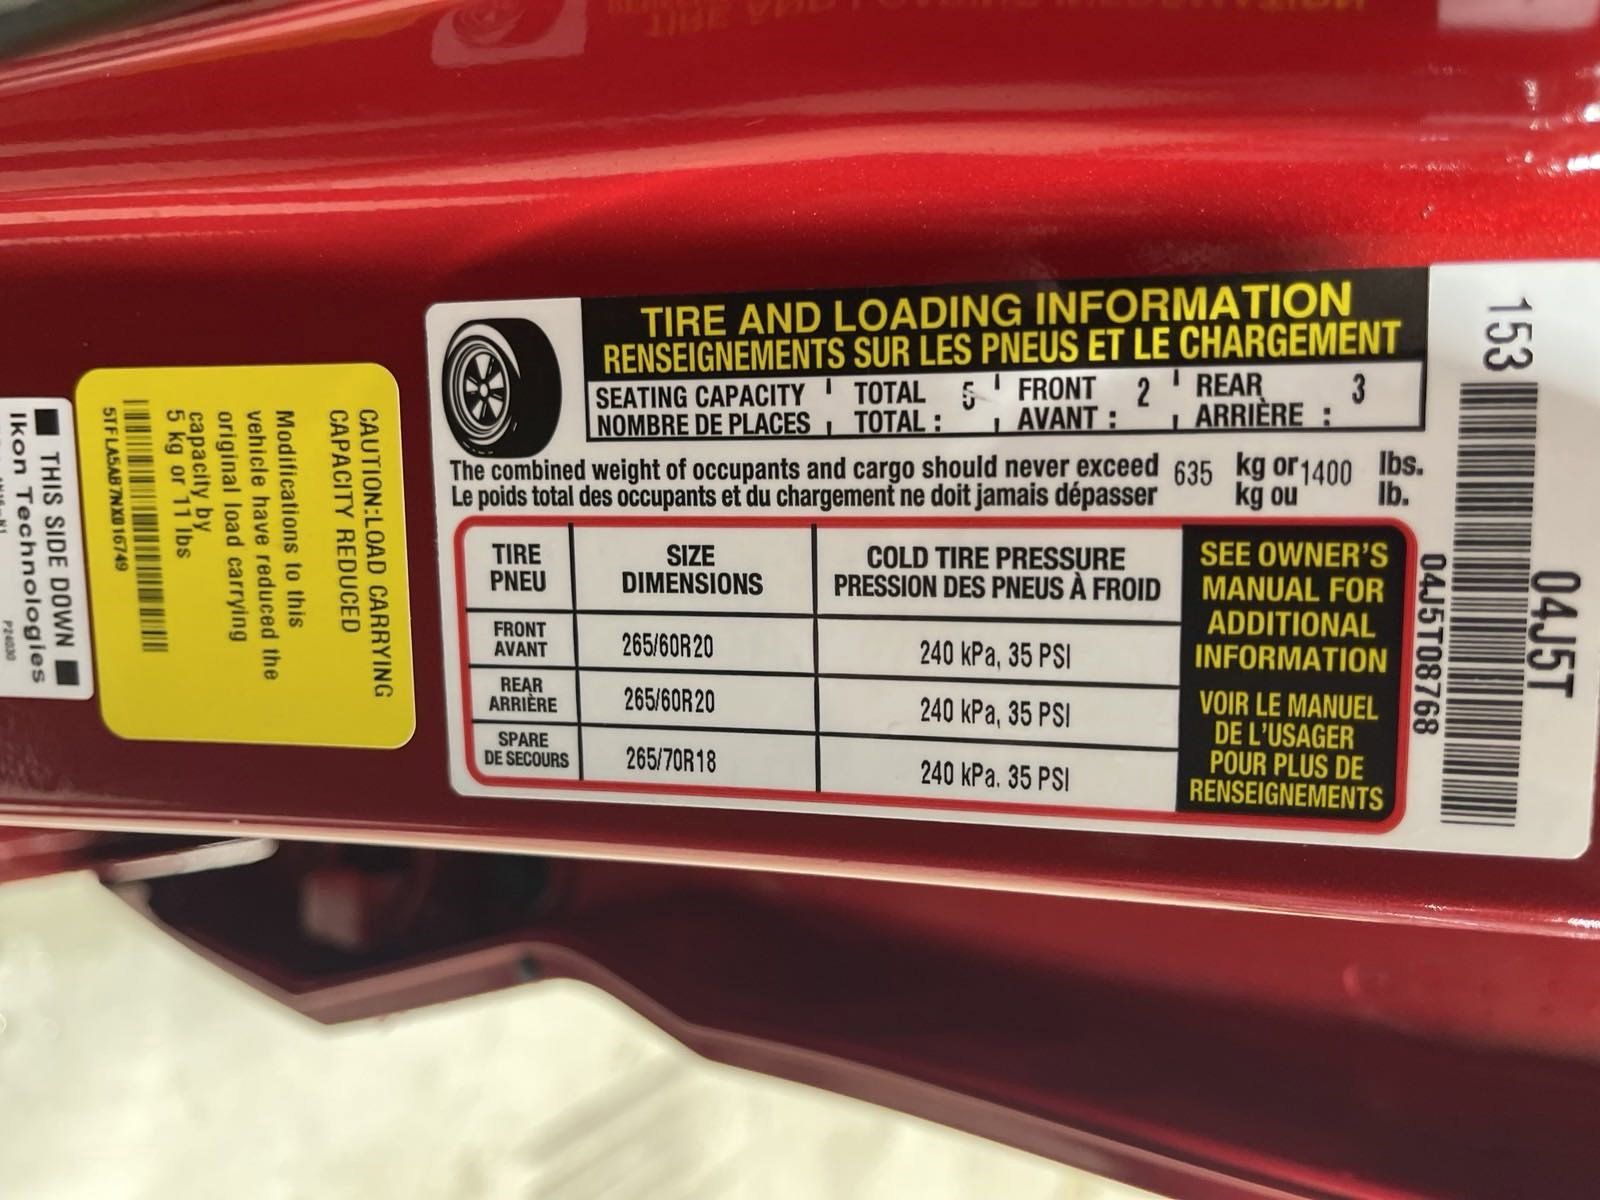 TIRE AND LOADING INFORMATION
RENSEIGNEMENTS SUR LES PNEUS ET LE CHARGEMENT
SEATING CAPACITY TOTAL 5 FRONT 2 REAR 3
NOMBRE DE PLACES TOTAL : AVANT : ARRIÈRE :
The combined weight of occupants and cargo should never exceed 635 kg or 1400 lbs.
Le poids total des occupants et du chargement ne doit jamais dépasser kg ou lb.
TIRE SIZE COLD TIRE PRESSURE
PNEU DIMENSIONS PRESSION DES PNEUS À FROID
FRONT
AVANT
265/60R20 240 kPa, 35 PSI
REAR
ARRIÈRE
265/60R20 240 kPa, 35 PSI
SPARE
DE SECOURS
265/70R18 240 kPa. 35 PSI
SEE OWNER'S
MANUAL FOR
ADDITIONAL
INFORMATION
VOIR LE MANUEL
DE L'USAGER
POUR PLUS DE
RENSEIGNEMENTS
153
04J5T
04J5T08768
CAUTION:LOAD CARRYING
CAPACITY REDUCED
Modifications to this
vehicle have reduced the
original load carrying
capacity by
5 kg or 11 lbs
5TFLA5AB7NX016749
THIS SIDE DOWN
Ikon Technologies
P24030